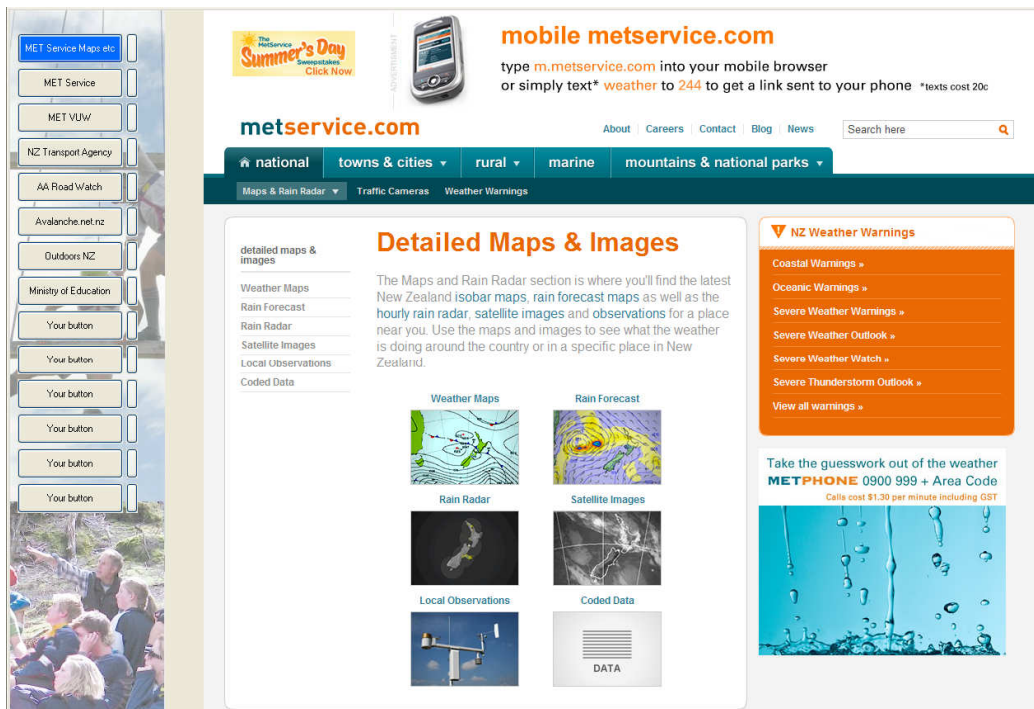 MET Service Maps etc
MET Service
MET VUW
NZ Transport Agency
AA Road Watch
Avalanche.net.nz
Outdoors NZ
Ministry of Education
Your button
Your button
Your button
Your button
Your button
Your button
The
MetService
Summer's Day
Sweepstakes
Click Now
ADVERTISEMENT
mobile metservice.com
type m.metservice.com into your mobile browser
or simply text* weather to 244 to get a link sent to your phone *texts cost 20c
metservice.com
About Careers Contact Blog News
Search here
national towns & cities rural marine mountains & national parks
Maps & Rain Radar Traffic Cameras Weather Warnings
detailed maps &
images
Weather Maps
Rain Forecast
Rain Radar
Satellite Images
Local Observations
Coded Data
Detailed Maps & Images
The Maps and Rain Radar section is where you'll find the latest
New Zealand isobar maps, rain forecast maps as well as the
hourly rain radar, satellite images and observations for a place
near you. Use the maps and images to see what the weather
is doing around the country or in a specific place in New
Zealand.
Weather Maps Rain Forecast
Rain Radar Satellite Images
Local Observations Coded Data
DATA
NZ Weather Warnings
Coastal Warnings »
Oceanic Warnings »
Severe Weather Warnings »
Severe Weather Outlook »
Severe Weather Watch »
Severe Thunderstorm Outlook »
View all warnings »
Take the guesswork out of the weather
METPHONE 0900 999 + Area Code
Calls cost $1.30 per minute including GST